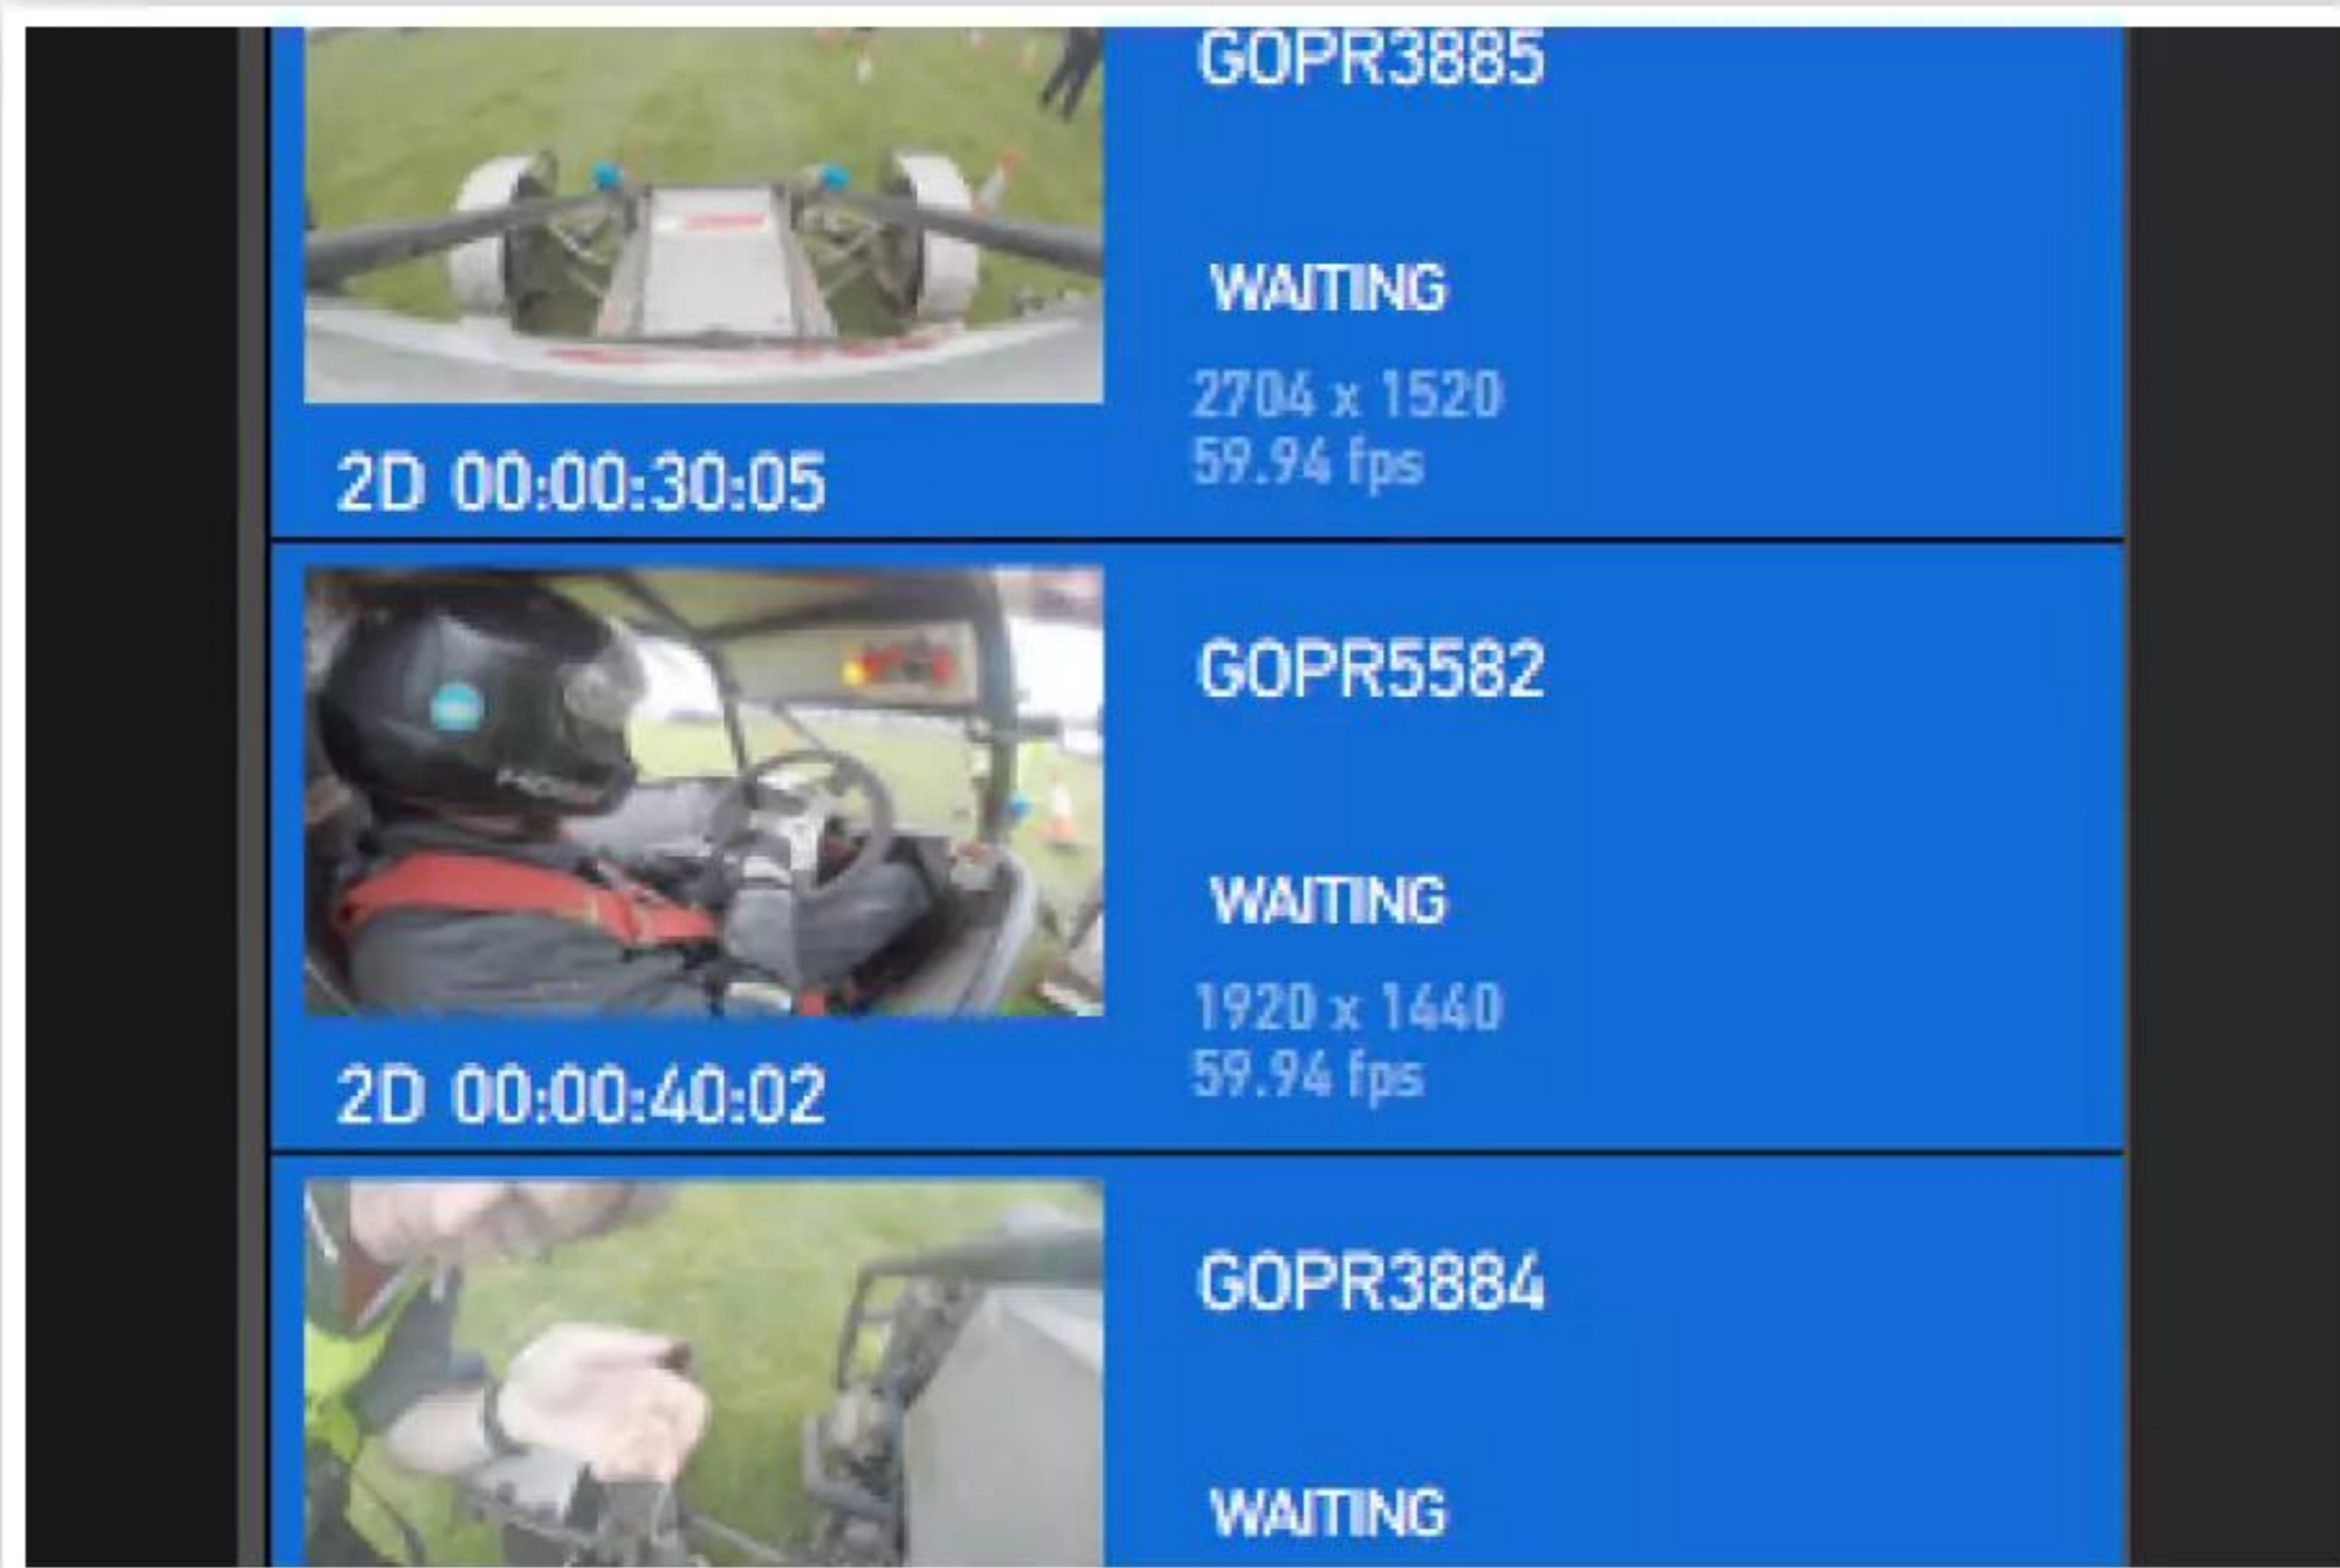 GOPR3885
WAITING
2704 x 1520
59.94 fps
2D 00:00:30:05
GOPR5582
WAITING
1920 x 1440
59.94 fps
2D 00:00:40:02
GOPR3884
WAITING